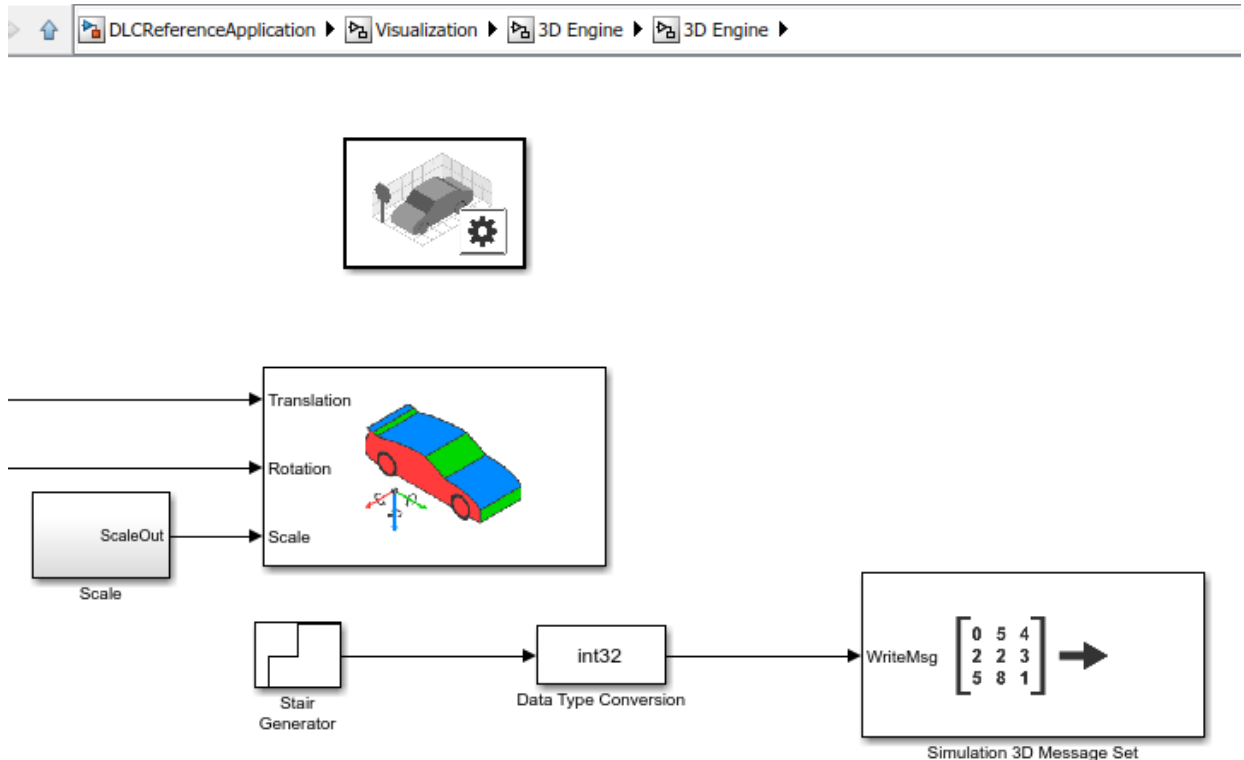 DLCReferenceApplication Visualization 3D Engine 3D Engine
Translation
Rotation
ScaleOut
Scale
Scale
int32
WriteMsg
0 5 4
2 2 3
5 8 1
Stair
Generator
Data Type Conversion
Simulation 3D Message Set